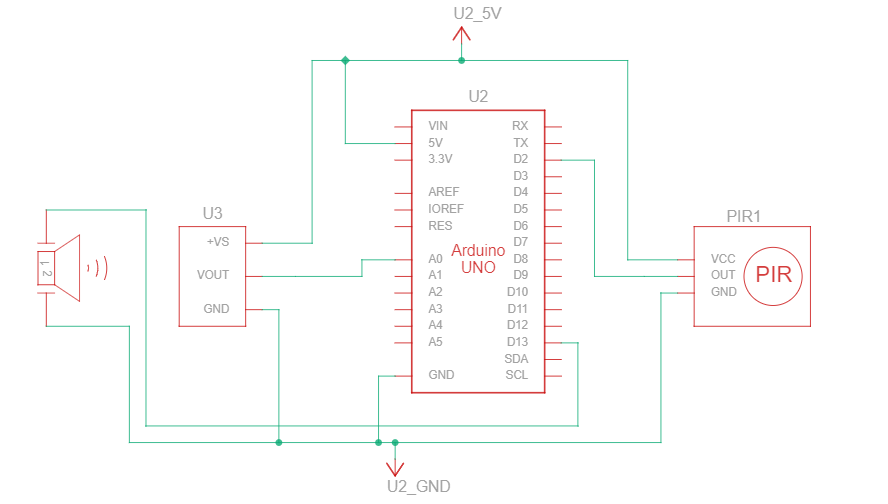 U2_5V
U2
VIN
5V
3.3V
AREF
IOREF
RES
A0
A1
A2
A3
A4
A5
GND
Arduino
UNO
RX
TX
D2
D3
D4
D5
D6
D7
D8
D9
D10
D11
D12
D13
SDA
SCL
U3
+VS
VOUT
GND
1 2
PIR1
VCC
OUT
GND
PIR
U2_GND